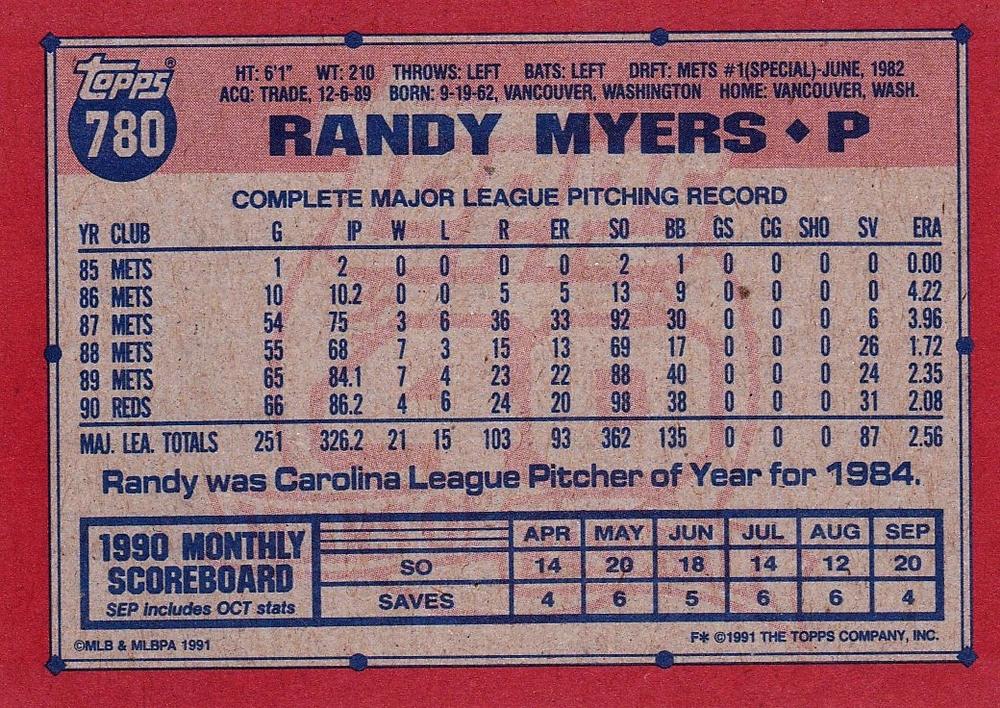 topps®
780
HT: 6'1" WT: 210 THROWS: LEFT BATS: LEFT DRFT: METS #1(SPECIAL)-JUNE, 1982
ACQ: TRADE, 12-6-89 BORN: 9-19-62, VANCOUVER, WASHINGTON HOME: VANCOUVER, WASH.
RANDY MYERS ◆ P
COMPLETE MAJOR LEAGUE PITCHING RECORD
YR CLUB G IP W L R ER SO BB GS CG SHO SV ERA
85 METS 1 2 0 0 0 0 2 1 0 0 0 0 0.00
86 METS 10 10.2 0 0 5 5 13 9 0 0 0 0 4.22
87 METS 54 75 3 6 36 33 92 30 0 0 0 6 3.96
88 METS 55 68 7 3 15 13 69 17 0 0 0 26 1.72
89 METS 65 84.1 7 4 23 22 88 40 0 0 0 24 2.35
90 REDS 66 86.2 4 6 24 20 98 38 0 0 0 31 2.08
MAJ. LEA. TOTALS 251 326.2 21 15 103 93 362 135 0 0 0 87 2.56
Randy was Carolina League Pitcher of Year for 1984.
1990 MONTHLY
SCOREBOARD
SEP includes OCT stats
APR MAY JUN JUL AUG SEP
SO 14 20 18 14 12 20
SAVES 4 6 5 6 6 4
©MLB & MLBPA 1991
F* ©1991 THE TOPPS COMPANY, INC.